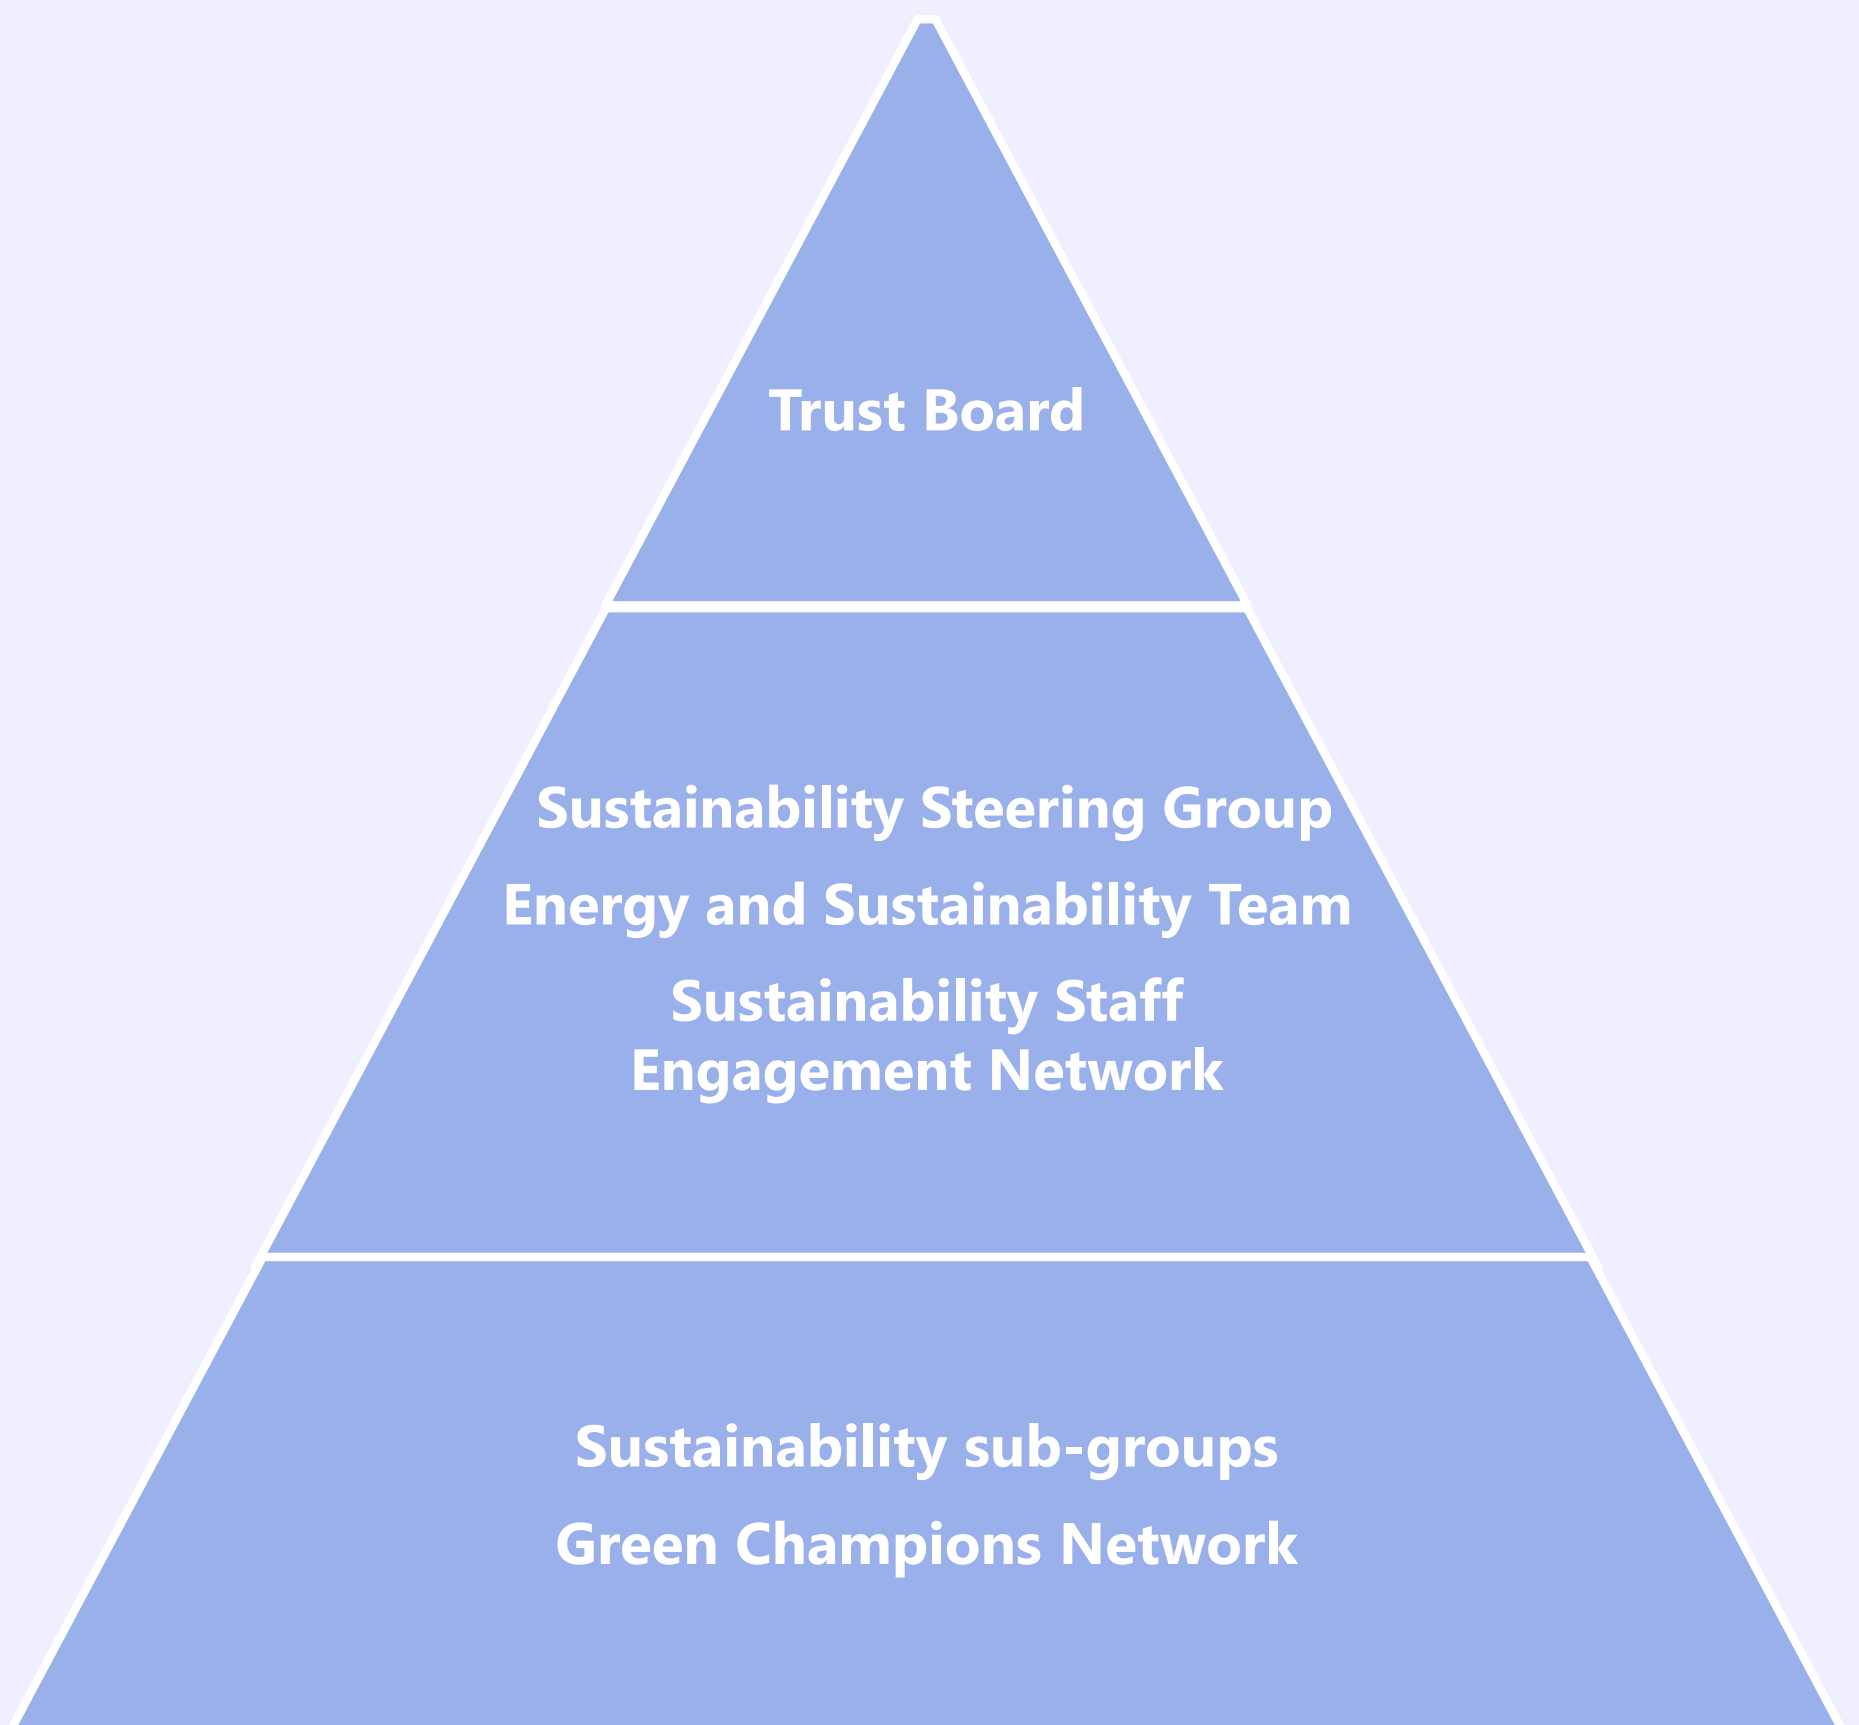 Trust Board
Sustainability Steering Group
Energy and Sustainability Team
Sustainability Staff
Engagement Network
Sustainability sub-groups
Green Champions Network